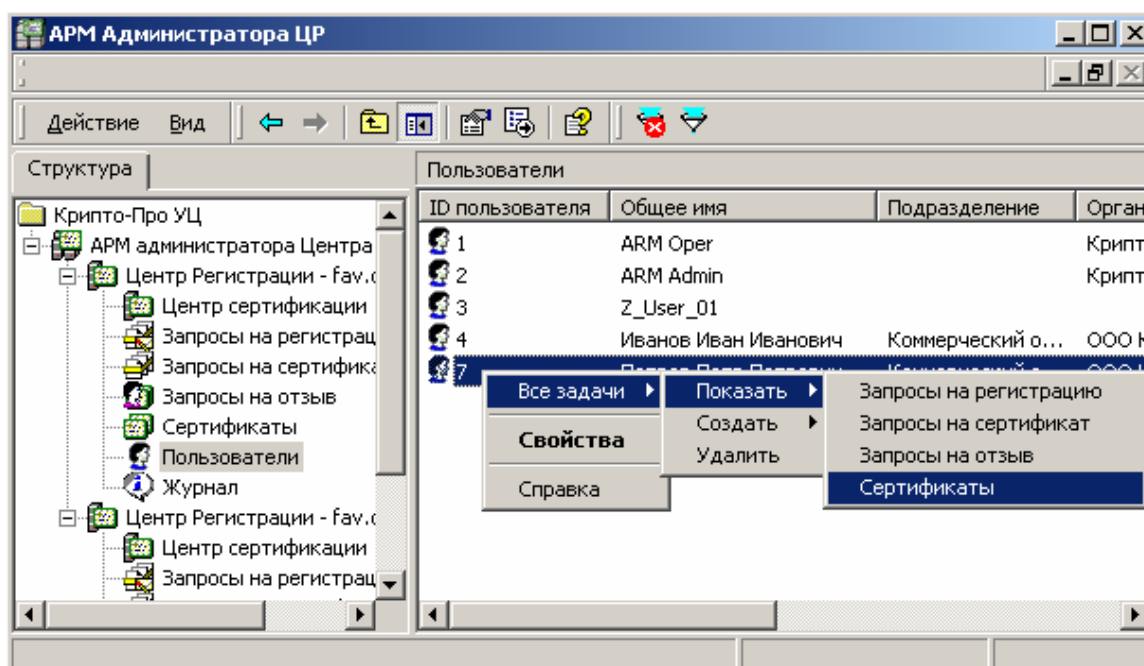 АРМ Администратора ЦР
Действие Вид
Структура
Пользователи
Крипто-Про УЦ
АРМ администратора Центра
Центр Регистрации - fav.c
Центр сертификации
Запросы на регистрац
Запросы на сертифика
Запросы на отзыв
Сертификаты
Пользователи
Журнал
Центр Регистрации - fav.c
Центр сертификации
Запросы на регистрац
ID пользователя Общее имя Подразделение Орган
1 ARM Oper Крипт
2 ARM Admin Крипт
3 Z_User_01
4 Иванов Иван Иванович Коммерческий о... ООО К
7
Все задачи
Свойства
Справка
Показать
Создать
Удалить
Запросы на регистрацию
Запросы на сертификат
Запросы на отзыв
Сертификаты